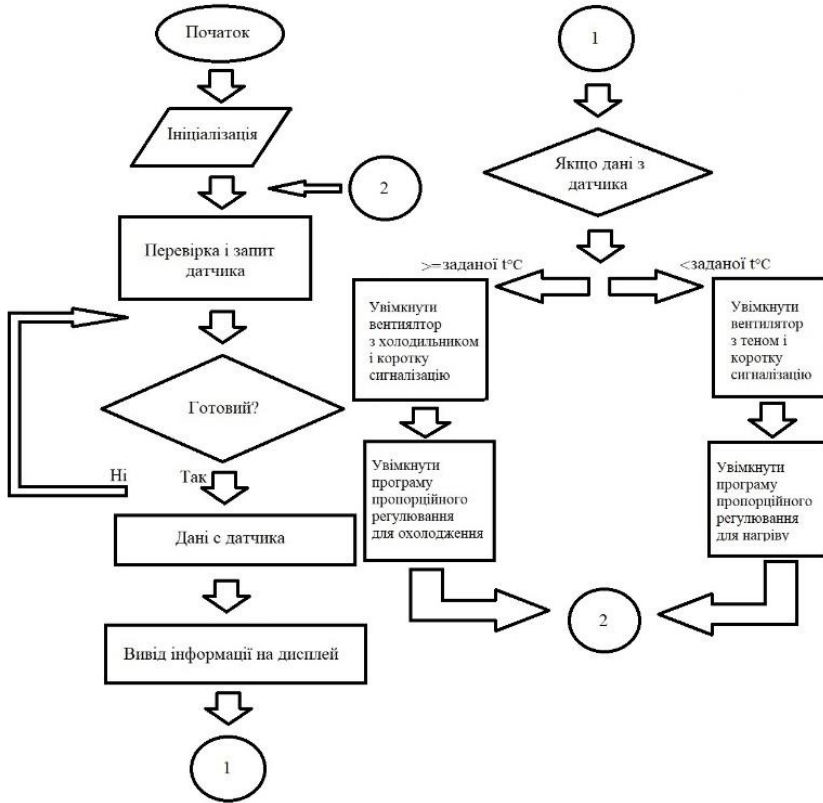 Початок
Ініціалізація
2
Перевірка і запит
датчика
Готовий?
Ні
Так
Дані с датчика
Вивід інформації на дисплей
1
1
Якщо дані з
датчика
>=заданої t°C
<заданої t°C
Увімкнути
вентиялтор
з холодильником
і коротку
сигналізацію
Увімкнути
програму
пропорційного
регулювання
для охолодження
Увімкнути
вентилятор
з теном і
коротку
сигналізацію
Увімкнути
програму
пропорційного
регулювання
для нагріву
2